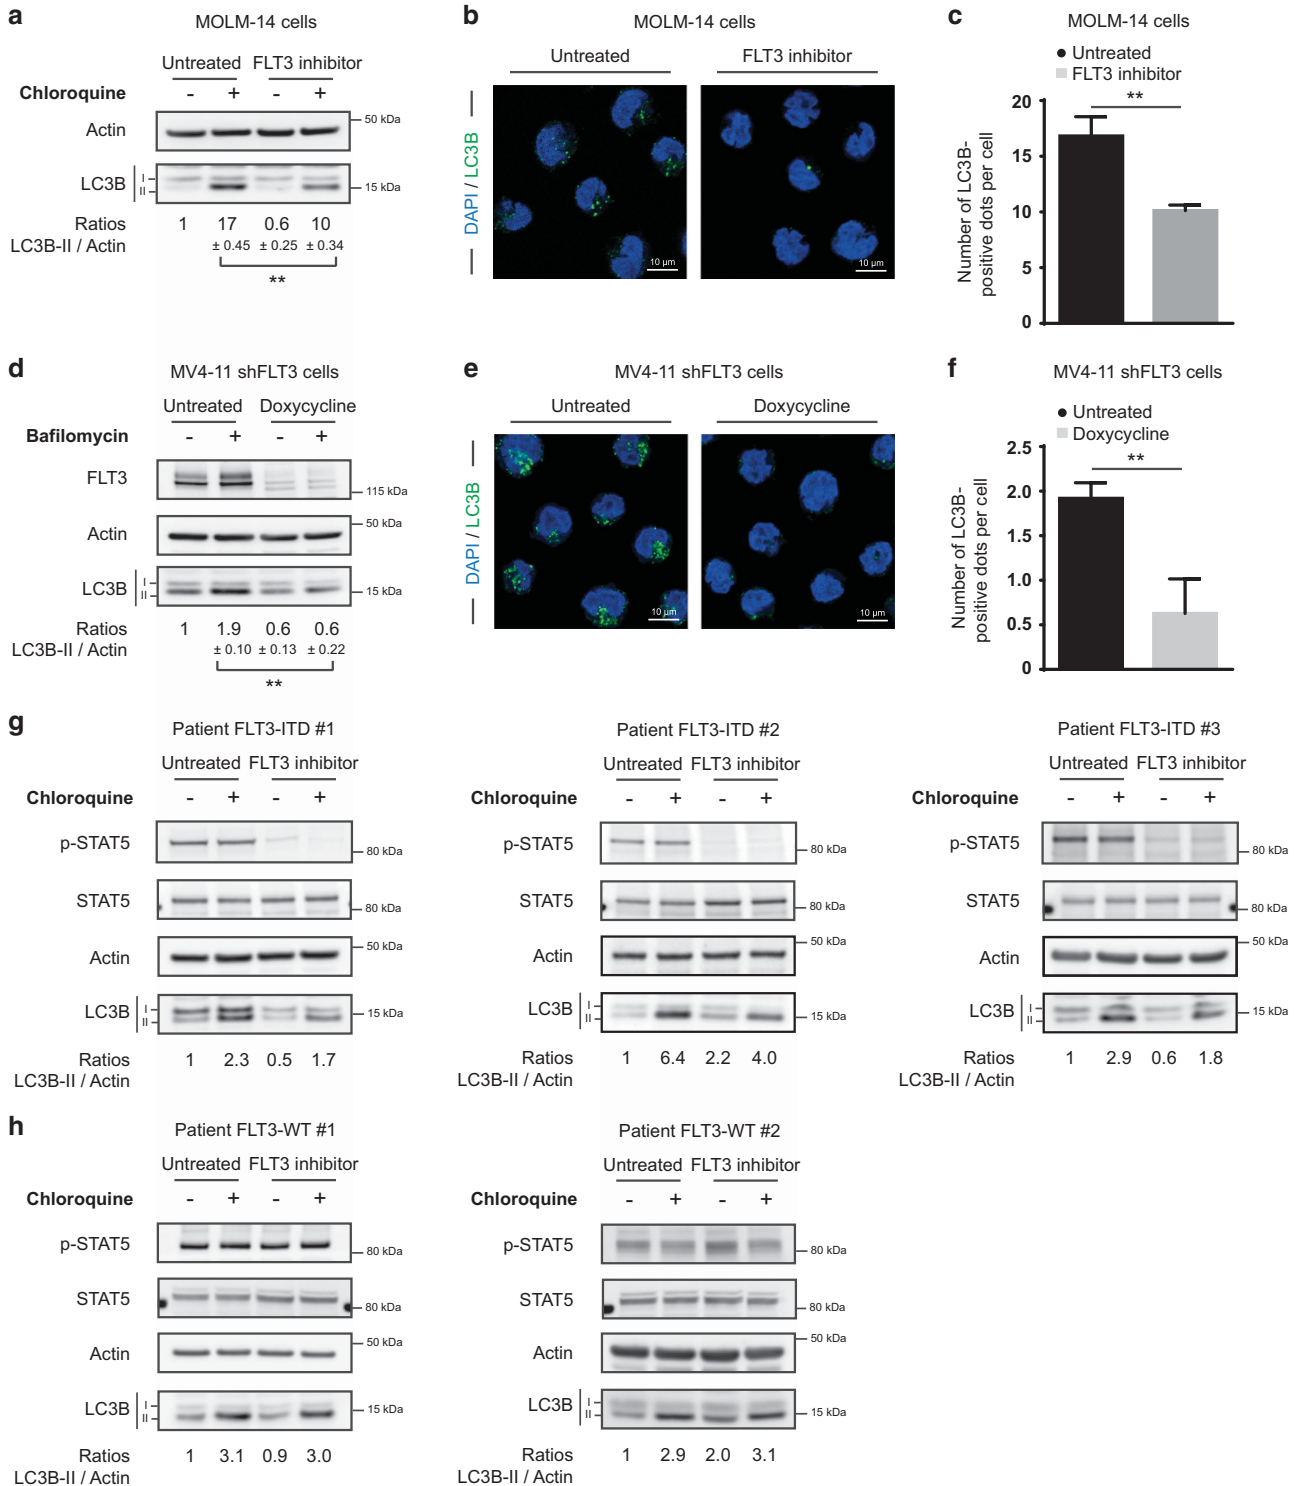 a
MOLM-14 cells
Untreated FLT3 inhibitor
Chloroquine - + - +
Actin
50 kDa
LC3B
I
II
15 kDa
Ratios 1 17 0.6 10
LC3B-II / Actin ± 0.45 ± 0.25 ± 0.34
**
b
MOLM-14 cells
Untreated FLT3 inhibitor
DAPI / LC3B
10 µm 10 µm
c
MOLM-14 cells
Untreated
FLT3 inhibitor
**
Number of LC3B-
positive dots per cell
20
15
10
5
0
d
MV4-11 shFLT3 cells
Untreated Doxycycline
Bafilomycin - + - +
FLT3
115 kDa
Actin
50 kDa
LC3B
I
II
15 kDa
Ratios 1 1.9 0.6 0.6
LC3B-II / Actin ± 0.10 ± 0.13 ± 0.22
**
e
MV4-11 shFLT3 cells
Untreated Doxycycline
DAPI / LC3B
10 µm 10 µm
f
MV4-11 shFLT3 cells
Untreated
Doxycycline
**
Number of LC3B-
positive dots per cell
2.5
2.0
1.5
1.0
0.5
0
g
Patient FLT3-ITD #1
Untreated FLT3 inhibitor
Chloroquine - + - +
p-STAT5
80 kDa
STAT5
80 kDa
Actin
50 kDa
LC3B
I
II
15 kDa
Ratios 1 2.3 0.5 1.7
LC3B-II / Actin
Patient FLT3-ITD #2
Untreated FLT3 inhibitor
Chloroquine - + - +
p-STAT5
80 kDa
STAT5
80 kDa
Actin
50 kDa
LC3B
I
II
15 kDa
Ratios 1 6.4 2.2 4.0
LC3B-II / Actin
Patient FLT3-ITD #3
Untreated FLT3 inhibitor
Chloroquine - + - +
p-STAT5
80 kDa
STAT5
80 kDa
Actin
50 kDa
LC3B
I
II
15 kDa
Ratios 1 2.9 0.6 1.8
LC3B-II / Actin
h
Patient FLT3-WT #1
Untreated FLT3 inhibitor
Chloroquine - + - +
p-STAT5
80 kDa
STAT5
80 kDa
Actin
50 kDa
LC3B
I
II
15 kDa
Ratios 1 3.1 0.9 3.0
LC3B-II / Actin
Patient FLT3-WT #2
Untreated FLT3 inhibitor
Chloroquine - + - +
p-STAT5
80 kDa
STAT5
80 kDa
Actin
50 kDa
LC3B
I
II
15 kDa
Ratios 1 2.9 2.0 3.1
LC3B-II / Actin